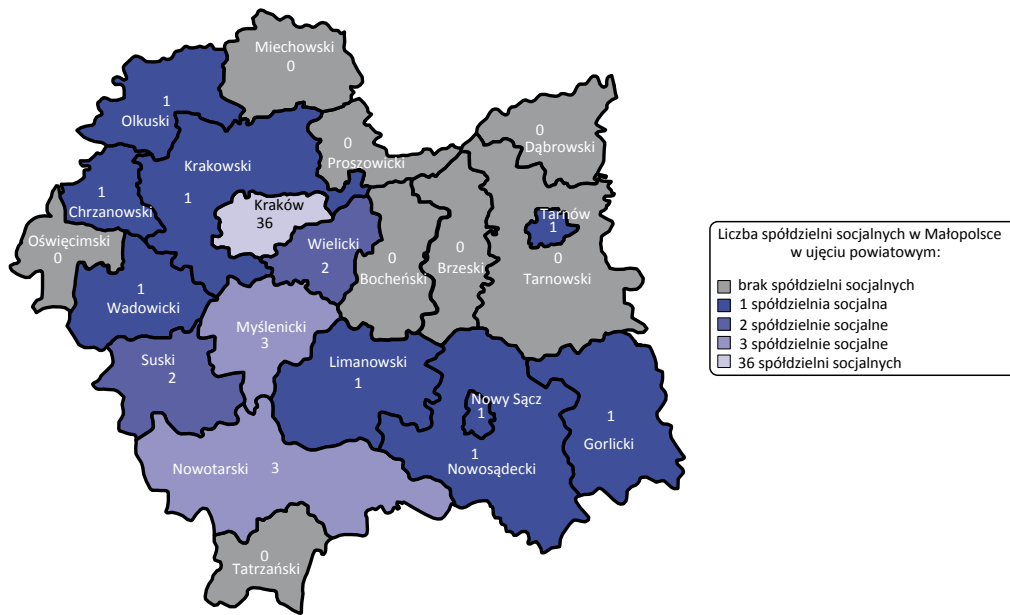 Miechowski
0
1
Olkuski
0
Proszowicki
0
Dąbrowski
Krakowski
1
1
Chrzanowski
Kraków
36
Tarnów
1
Oświęcimski
0
Wielicki
2
0
Bocheński
0
Brzeski
0
Tarnowski
1
Wadowicki
Myślenicki
3
Suski
2
Limanowski
1
Nowy Sącz
1
1
Gorlicki
1
Nowosądecki
Nowotarski 3
0
Tatrzański
Liczba spółdzielni socjalnych w Małopolsce
w ujęciu powiatowym:
brak spółdzielni socjalnych
1 spółdzielnia socjalna
2 spółdzielnie socjalne
3 spółdzielnie socjalne
36 spółdzielni socjalnych